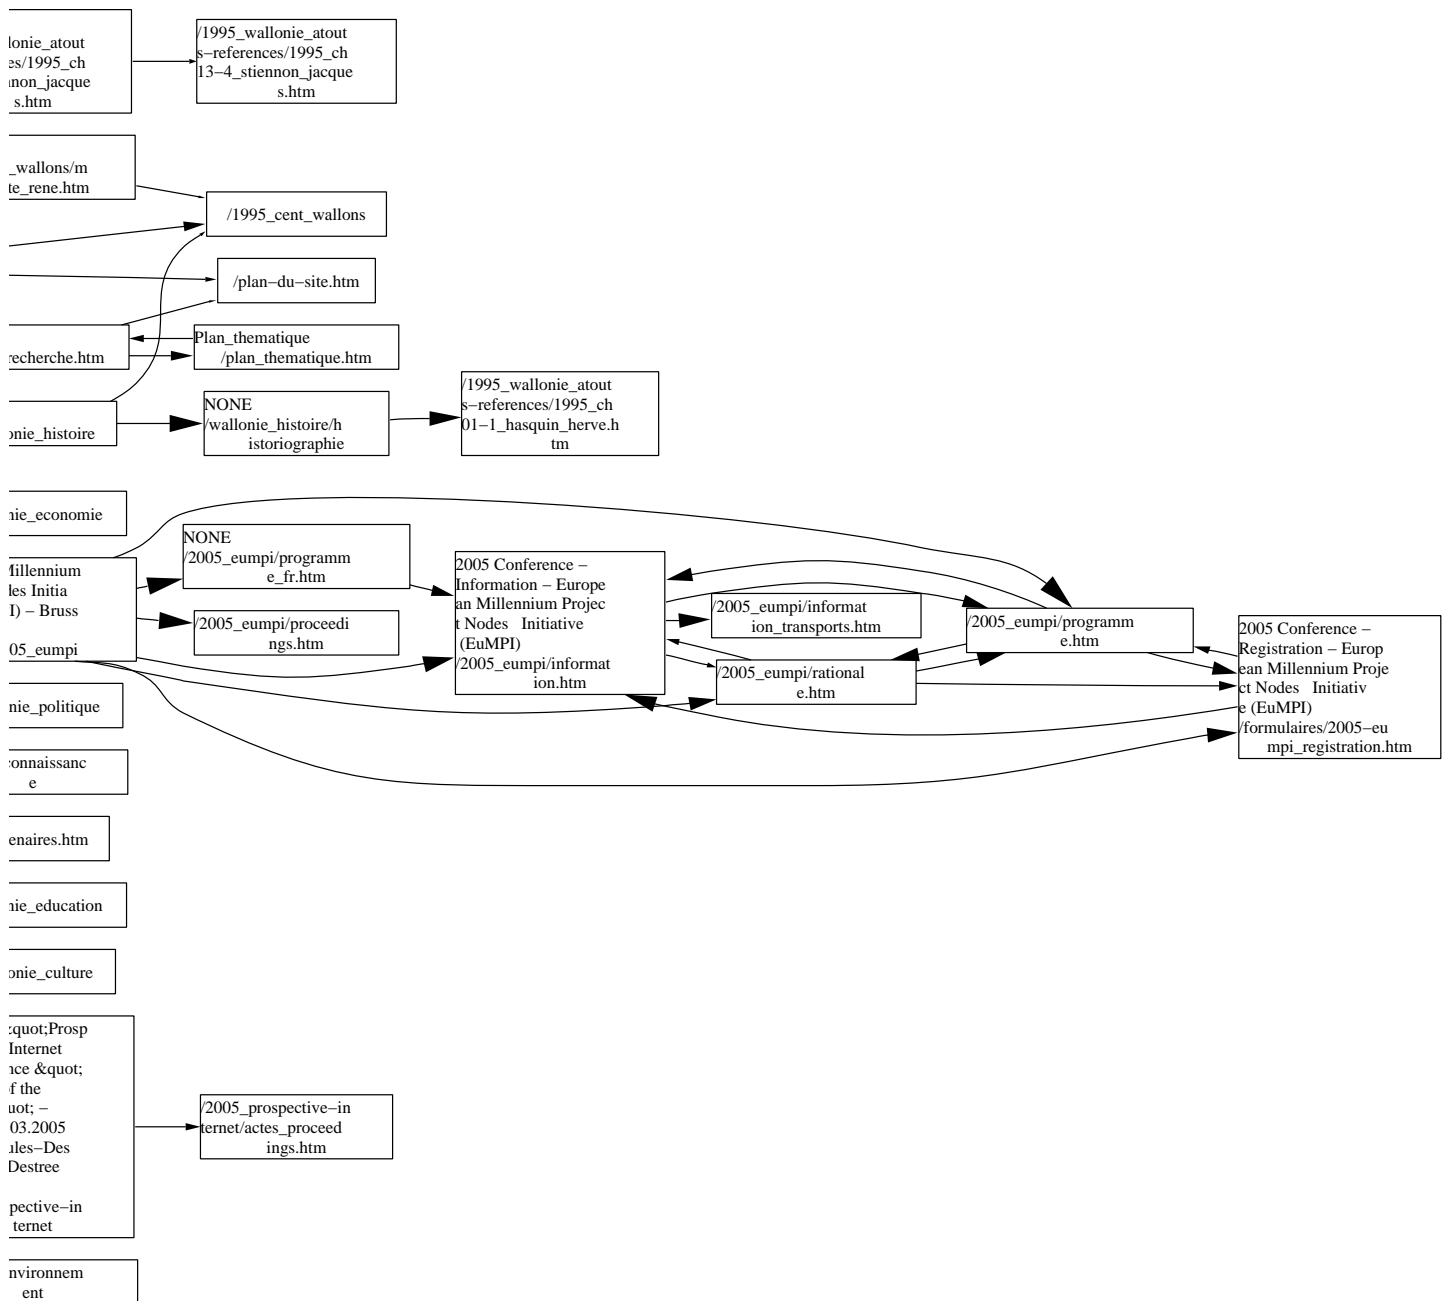 lonie_atout
es/1995_ch
nnon_jacque
s.htm
/1995_wallonie_atout
s−references/1995_ch
13−4_stiennon_jacque
s.htm
_wallons/m
te_rene.htm
/1995_cent_wallons
/plan−du−site.htm
recherche.htm
Plan_thematique
/plan_thematique.htm
onie_histoire
NONE
/wallonie_histoire/h
istoriographie
/1995_wallonie_atout
s−references/1995_ch
01−1_hasquin_herve.h
tm
nie_economie
Millennium
des Initia
I) – Bruss
05_eumpi
NONE
/2005_eumpi/programm
e_fr.htm
/2005_eumpi/proceedi
ngs.htm
2005 Conference –
Information – Europe
an Millennium Projec
t Nodes   Initiative
(EuMPI)
/2005_eumpi/informat
ion.htm
/2005_eumpi/informat
ion_transports.htm
/2005_eumpi/rational
e.htm
/2005_eumpi/programm
e.htm
2005 Conference –
Registration – Europ
ean Millennium Proje
ct Nodes   Initiativ
e (EuMPI)
/formulaires/2005−eu
mpi_registration.htm
nie_politique
connaissanc
e
enaires.htm
nie_education
onie_culture
quot;Prosp
Internet
nce &quot;
of the
uot; –
03.2005
ules−Des
Destree
pective−in
ternet
/2005_prospective−in
ternet/actes_proceed
ings.htm
nvironnem
ent